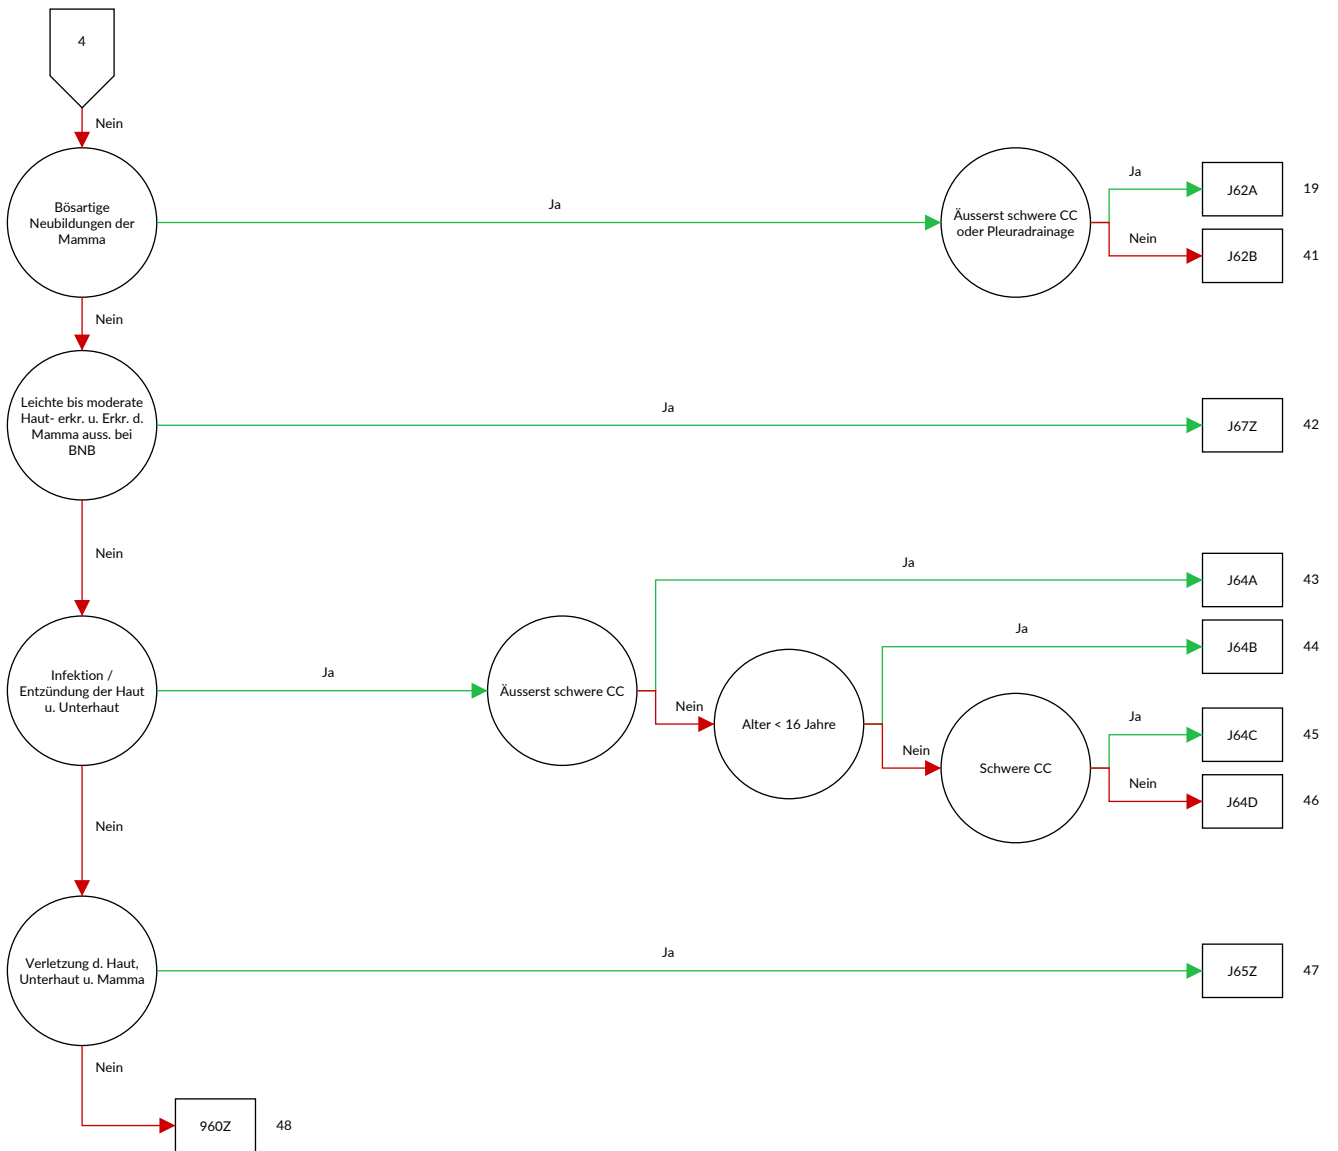 4
Nein
Bösartige
Neubildungen der
Mamma
Ja
Äusserst schwere CC
oder Pleuradrainage
Ja
J62A
19
Nein
J62B
41
Nein
Leichte bis moderate
Haut- erkr. u. Erkr. d.
Mamma auss. bei
BNB
Ja
J67Z
42
Nein
Infektion /
Entzündung der Haut
u. Unterhaut
Ja
Äusserst schwere CC
Ja
J64A
43
Nein
Alter < 16 Jahre
Ja
J64B
44
Nein
Schwere CC
Ja
J64C
45
Nein
J64D
46
Nein
Verletzung d. Haut,
Unterhaut u. Mamma
Ja
J65Z
47
Nein
960Z
48